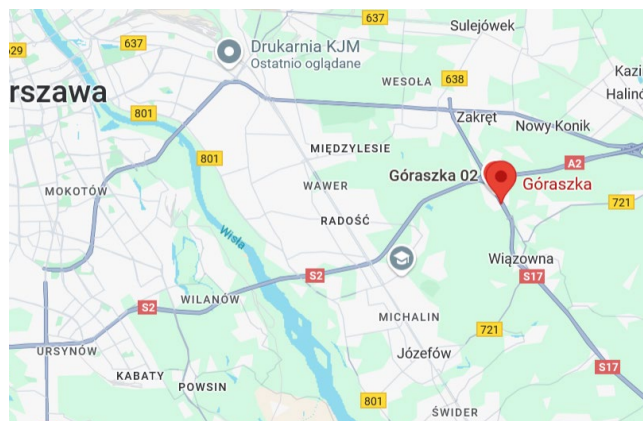 637
Sulejówek
629
637
Drukarnia KJM
Ostatnio oglądane
WESOŁA
638
Kazi
Halinó
rszawa
801
Zakręt
Nowy Konik
MIĘDZYLESIE
801
A2
Góraszka 02
Góraszka
WAWER
MOKOTÓW
721
RADOŚĆ
Wisła
Wiązowna
S2
S17
WILANÓW
S2
MICHALIN
721
URSYNÓW
Józefów
KABATY
S17
POWSIN
801
ŚWIDER